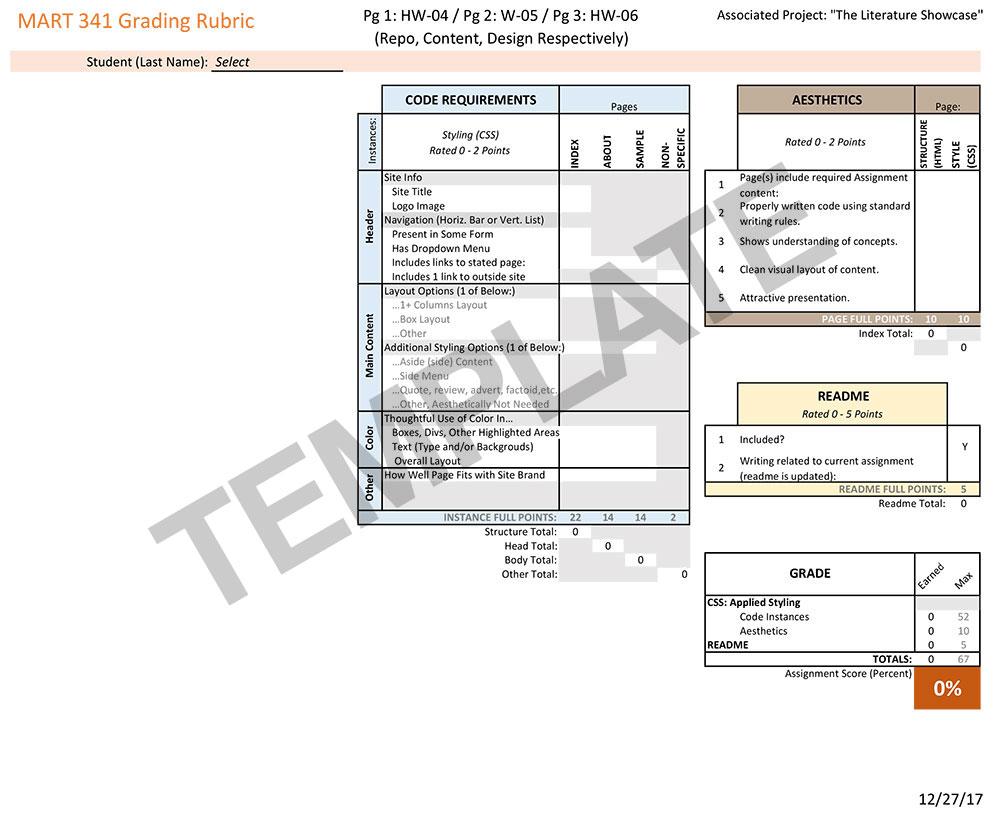 MART 341 Grading Rubric
Pg 1: HW-04 / Pg 2: W-05 / Pg 3: HW-06
(Repo, Content, Design Respectively)
Associated Project: "The Literature Showcase"
Student (Last Name): Select
CODE REQUIREMENTS
Pages
Instances:
Styling (CSS)
Rated 0 - 2 Points
INDEX
ABOUT
SAMPLE
NON-
SPECIFIC
Header
Site Info
Site Title
Logo Image
Navigation (Horiz. Bar or Vert. List)
Present in Some Form
Has Dropdown Menu
Includes links to stated page:
Includes 1 link to outside site
Main Content
Layout Options (1 of Below:)
...1+ Columns Layout
...Box Layout
...Other
Additional Styling Options (1 of Below:)
...Aside (side) Content
...Side Menu
...Quote, review, advert, factoid,etc.
...Other, Aesthetically Not Needed
Color
Thoughtful Use of Color In...
Boxes, Divs, Other Highlighted Areas
Text (Type and/or Backgrouds)
Overall Layout
Other
How Well Page Fits with Site Brand
INSTANCE FULL POINTS: 22 14 14 2
Structure Total: 0
Head Total: 0
Body Total: 0
Other Total: 0
AESTHETICS
Page:
Rated 0 - 2 Points
STRUCTURE
(HTML)
STYLE
(CSS)
1 Page(s) include required Assignment
content:
2 Properly written code using standard
writing rules.
3 Shows understanding of concepts.
4 Clean visual layout of content.
5 Attractive presentation.
PAGE FULL POINTS: 10 10
Index Total: 0
0
README
Rated 0 - 5 Points
1 Included?
Y
2 Writing related to current assignment
(readme is updated):
README FULL POINTS: 5
Readme Total: 0
GRADE
Earned
Max
CSS: Applied Styling
Code Instances 0 52
Aesthetics 0 10
README 0 5
TOTALS: 0 67
Assignment Score (Percent)
0%
TEMPLATE
12/27/17